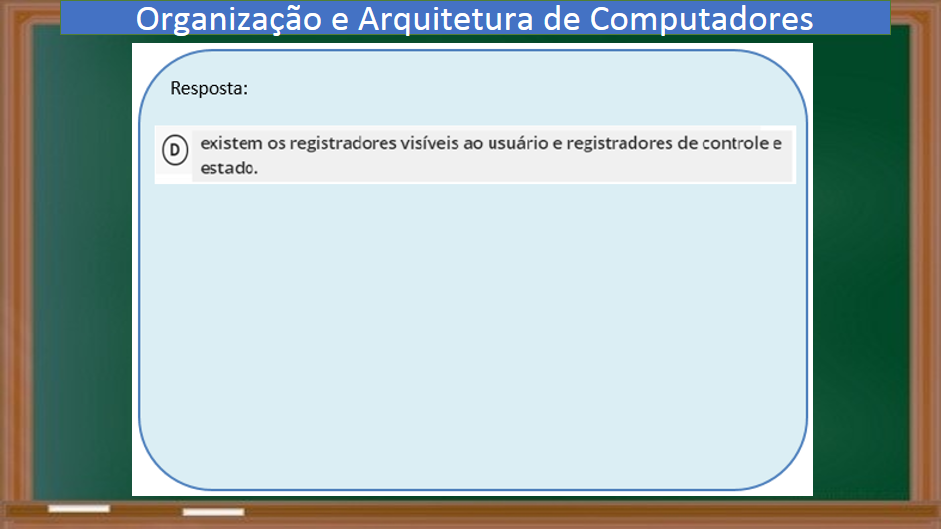 Organização e Arquitetura de Computadores
Resposta:
D existem os registradores visíveis ao usuário e registradores de controle e
estado.